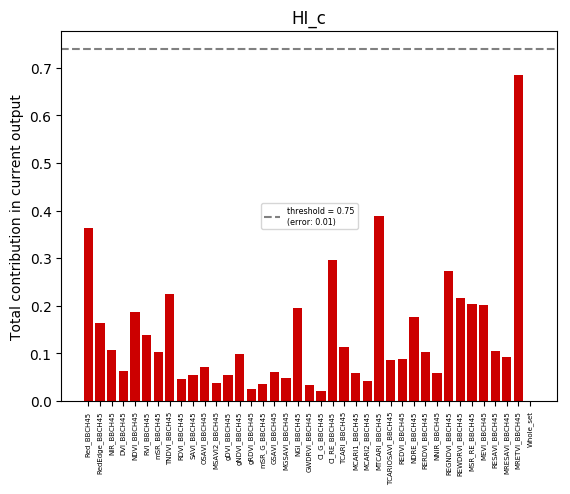 HI_c
Total contribution in current output
0.7
0.6
0.5
0.4
0.3
0.2
0.1
0.0
threshold = 0.75
(error: 0.01)
Red_BBCH45
RedEdge_BBCH45
NIR_BBCH45
DVI_BBCH45
NDVI_BBCH45
RVI_BBCH45
mSR_BBCH45
TNDVI_BBCH45
RDVI_BBCH45
SAVI_BBCH45
OSAVI_BBCH45
MSAVI2_BBCH45
gDVI_BBCH45
gNDVI_BBCH45
gRDVI_BBCH45
mSR_G_BBCH45
GSAVI_BBCH45
MGSAVI_BBCH45
NGI_BBCH45
GWDRVI_BBCH45
CI_G_BBCH45
CI_RE_BBCH45
TCARI_BBCH45
MCARI1_BBCH45
MCARI2_BBCH45
MTCARI_BBCH45
TCARIOSAVI_BBCH45
REDVI_BBCH45
NDRE_BBCH45
RERDVI_BBCH45
NNIR_BBCH45
REGNDVI_BBCH45
REWDRVI_BBCH45
MSR_RE_BBCH45
MEVI_BBCH45
RESAVI_BBCH45
MRESAVI_BBCH45
MRETVI_BBCH45
Whole_set